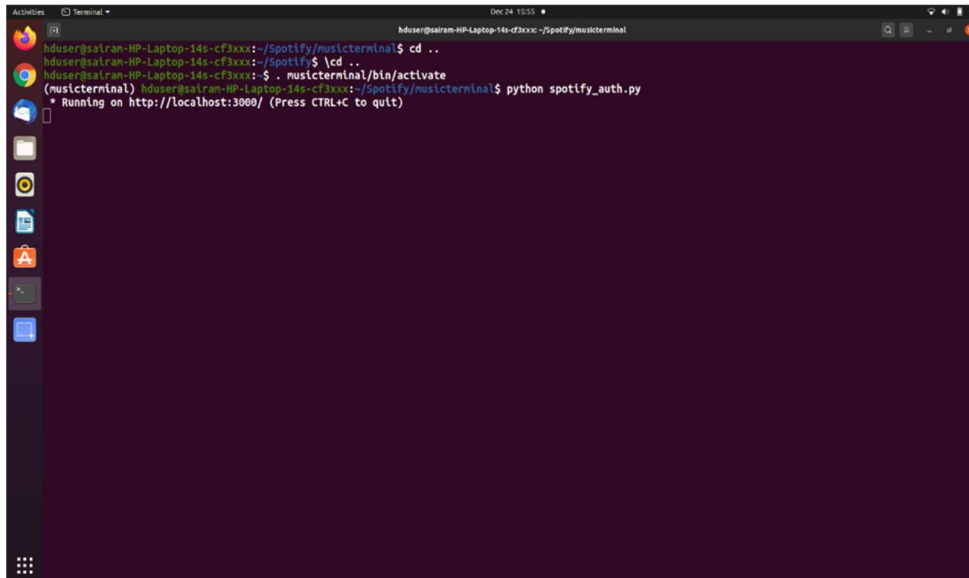 Activities Terminal Dec 24 15:55
hduser@sairam-HP-Laptop-14s-cf3xxx: ~/Spotify/musicterminal
hduser@sairam-HP-Laptop-14s-cf3xxx:~/Spotify/musicterminal$ cd ..
hduser@sairam-HP-Laptop-14s-cf3xxx:~/Spotify$ \cd ..
hduser@sairam-HP-Laptop-14s-cf3xxx:~$ . musicterminal/bin/activate
(musicterminal) hduser@sairam-HP-Laptop-14s-cf3xxx:~/Spotify/musicterminal$ python spotify_auth.py
* Running on http://localhost:3000/ (Press CTRL+C to quit)